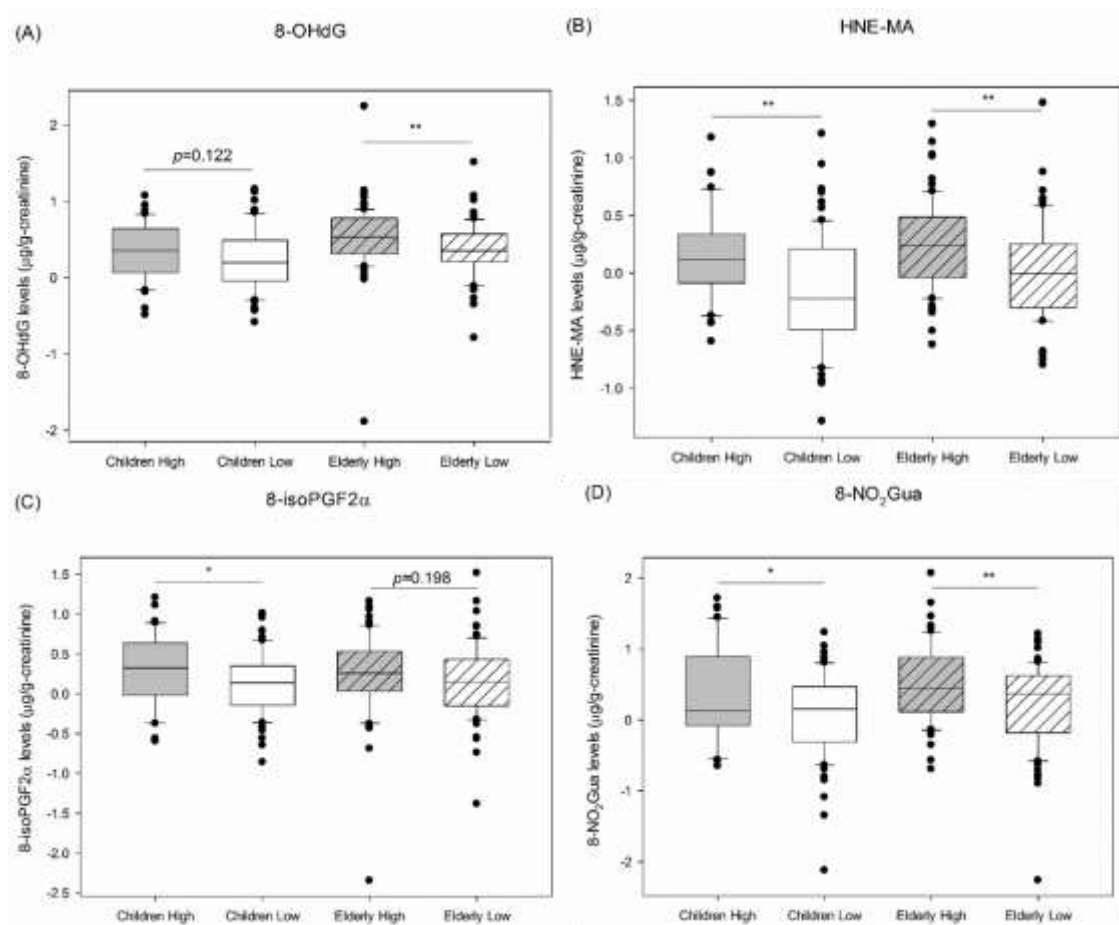 (A)
8-OHdG
8-OHdG levels (µg/g-creatinine)
2
1
0
-1
-2
p=0.122
**
Children High
Children Low
Elderly High
Elderly Low
(B)
HNE-MA
HNE-MA levels (µg/g-creatinine)
1.5
1.0
0.5
0.0
-0.5
-1.0
**
**
Children High
Children Low
Elderly High
Elderly Low
(C)
8-isoPGF2α
8-isoPGF2α levels (µg/g-creatinine)
1.5
1.0
0.5
0.0
-0.5
-1.0
-1.5
-2.0
-2.5
*
p=0.198
Children High
Children Low
Elderly High
Elderly Low
(D)
8-NO₂Gua
8-NO₂Gua levels (µg/g-creatinine)
2
1
0
-1
-2
*
**
Children High
Children Low
Elderly High
Elderly Low